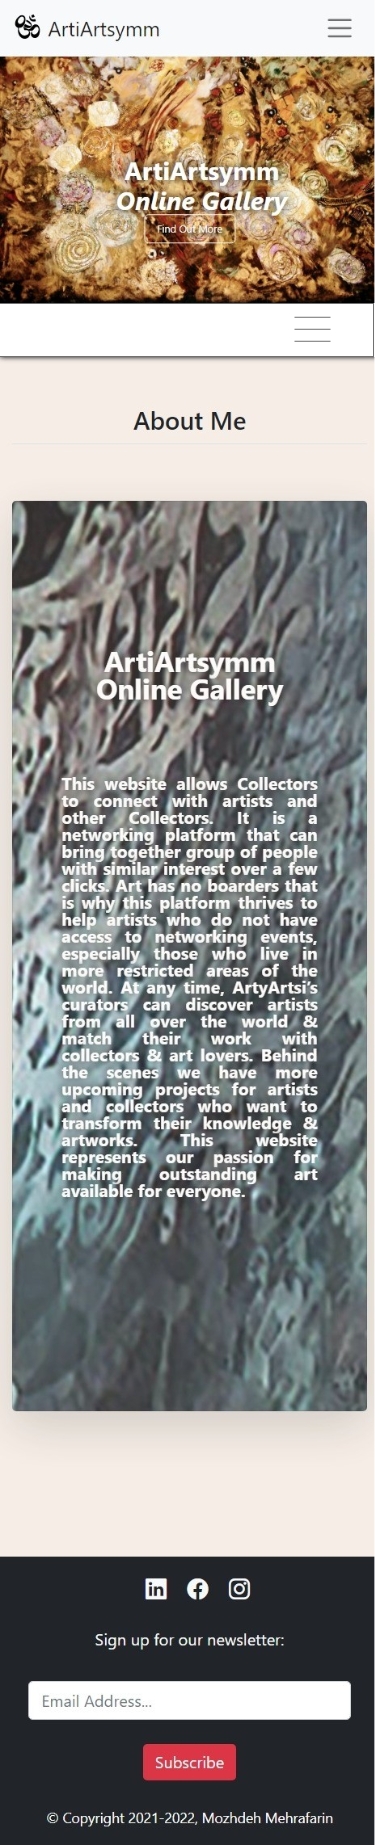 ArtiArtsymm
ArtiArtsymm
Online Gallery
Find Out More
About Me
ArtiArtsymm
Online Gallery
This website allows Collectors
to connect with artists and
other Collectors. It is a
networking platform that can
bring together group of people
with similar interest over a few
clicks. Art has no boarders that
is why this platform thrives to
help artists who do not have
access to networking events,
especially those who live in
more restricted areas of the
world. At any time, ArtyArtsi's
curators can discover artists
from all over the world &
match their work with
collectors & art lovers. Behind
the scenes we have more
upcoming projects for artists
and collectors who want to
transform their knowledge &
artworks. This website
represents our passion for
making outstanding art
available for everyone.
Sign up for our newsletter:
Email Address...
Subscribe
© Copyright 2021-2022, Mozhdeh Mehrafarin